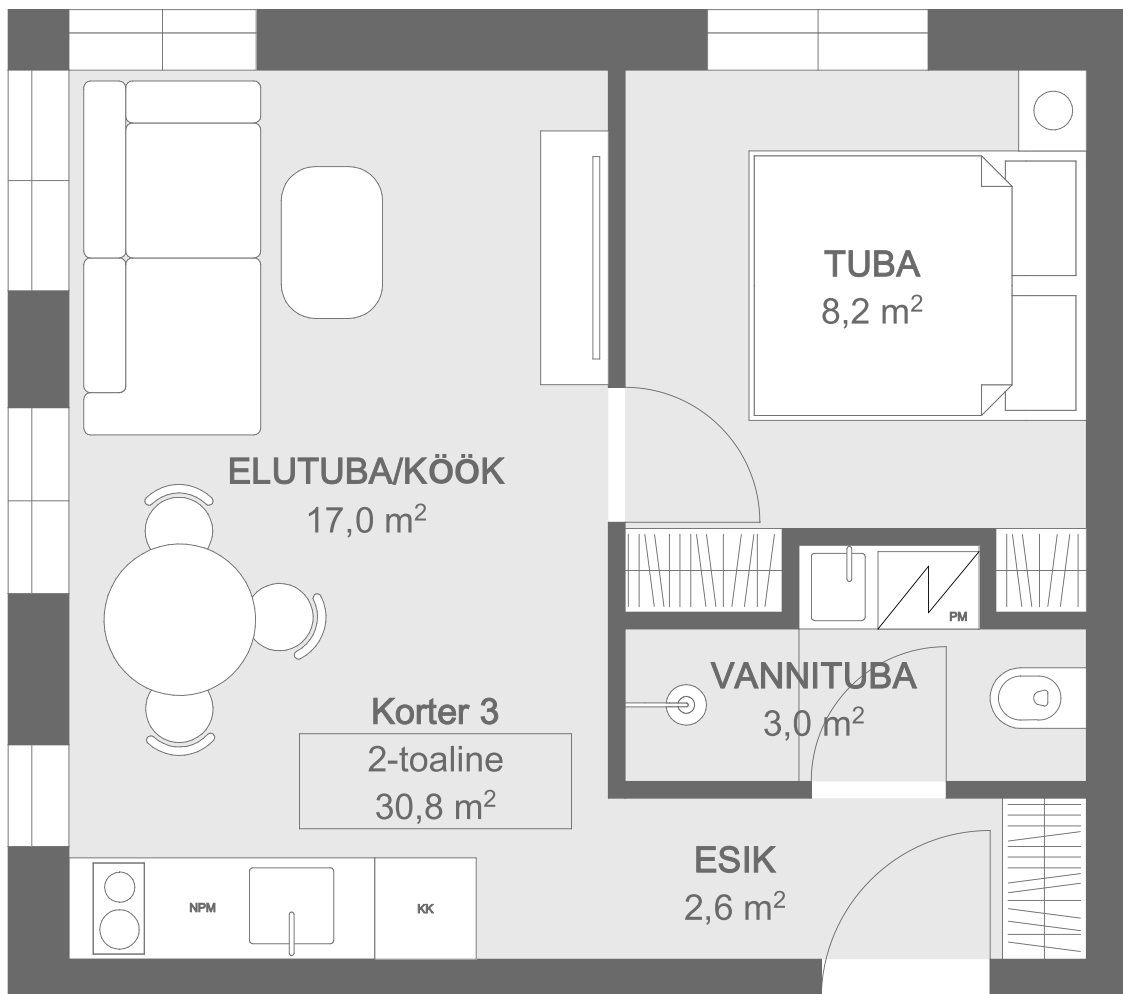 TUBA
8,2 m²
ELUTUBA/KÖÖK
17,0 m²
PM
VANNITUBA
3,0 m²
Korter 3
2-toaline
30,8 m²
ESIK
2,6 m²
NPM
KK